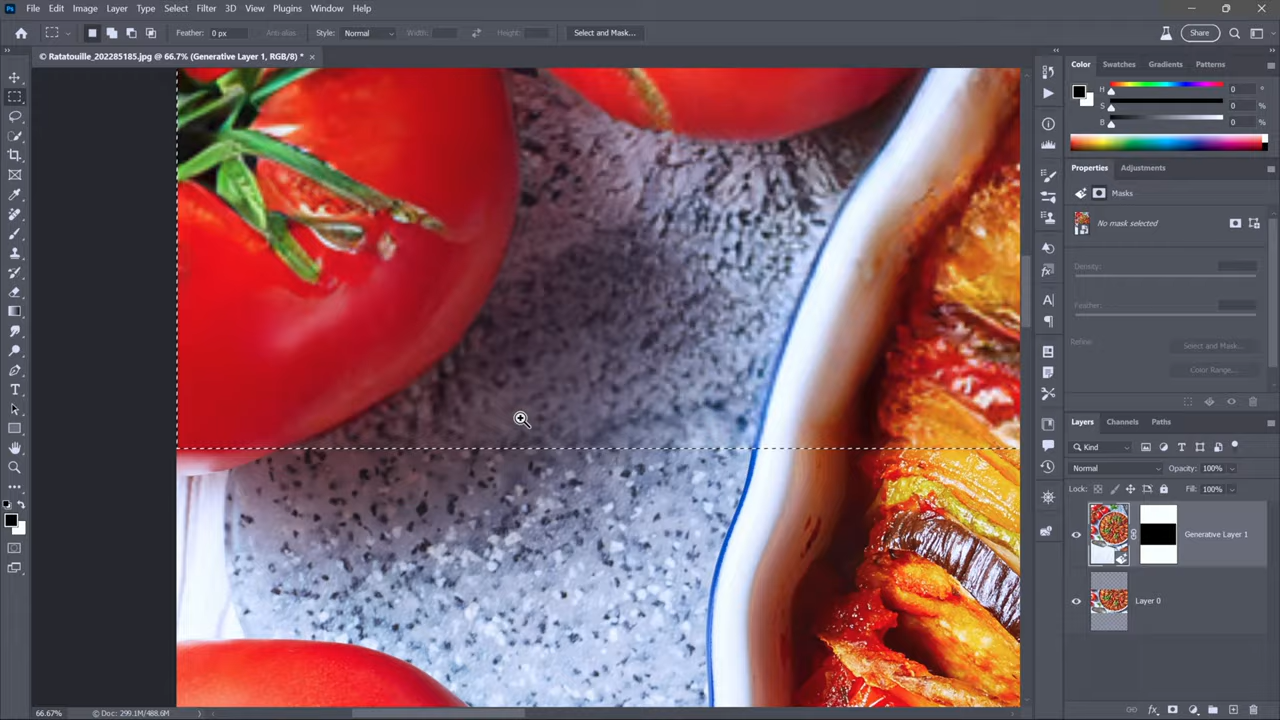 Ps File Edit Image Layer Type Select Filter 3D View Plugins Window Help
Feather: 0 px Anti-alias Style: Normal Width: Height: Select and Mask... Share
© Ratatouille_202285185.jpg @ 66.7% (Generative Layer 1, RGB/8) *
Color Swatches Gradients Patterns
H 0 °
S 0 %
B 0 %
Properties Adjustments
Masks
No mask selected
Density:
Feather:
Refine:
Select and Mask...
Color Range...
Layers Channels Paths
Kind
Normal Opacity: 100%
Lock: Fill: 100%
Generative Layer 1
Layer 0
66.67% © Doc: 299.1M/488.6M